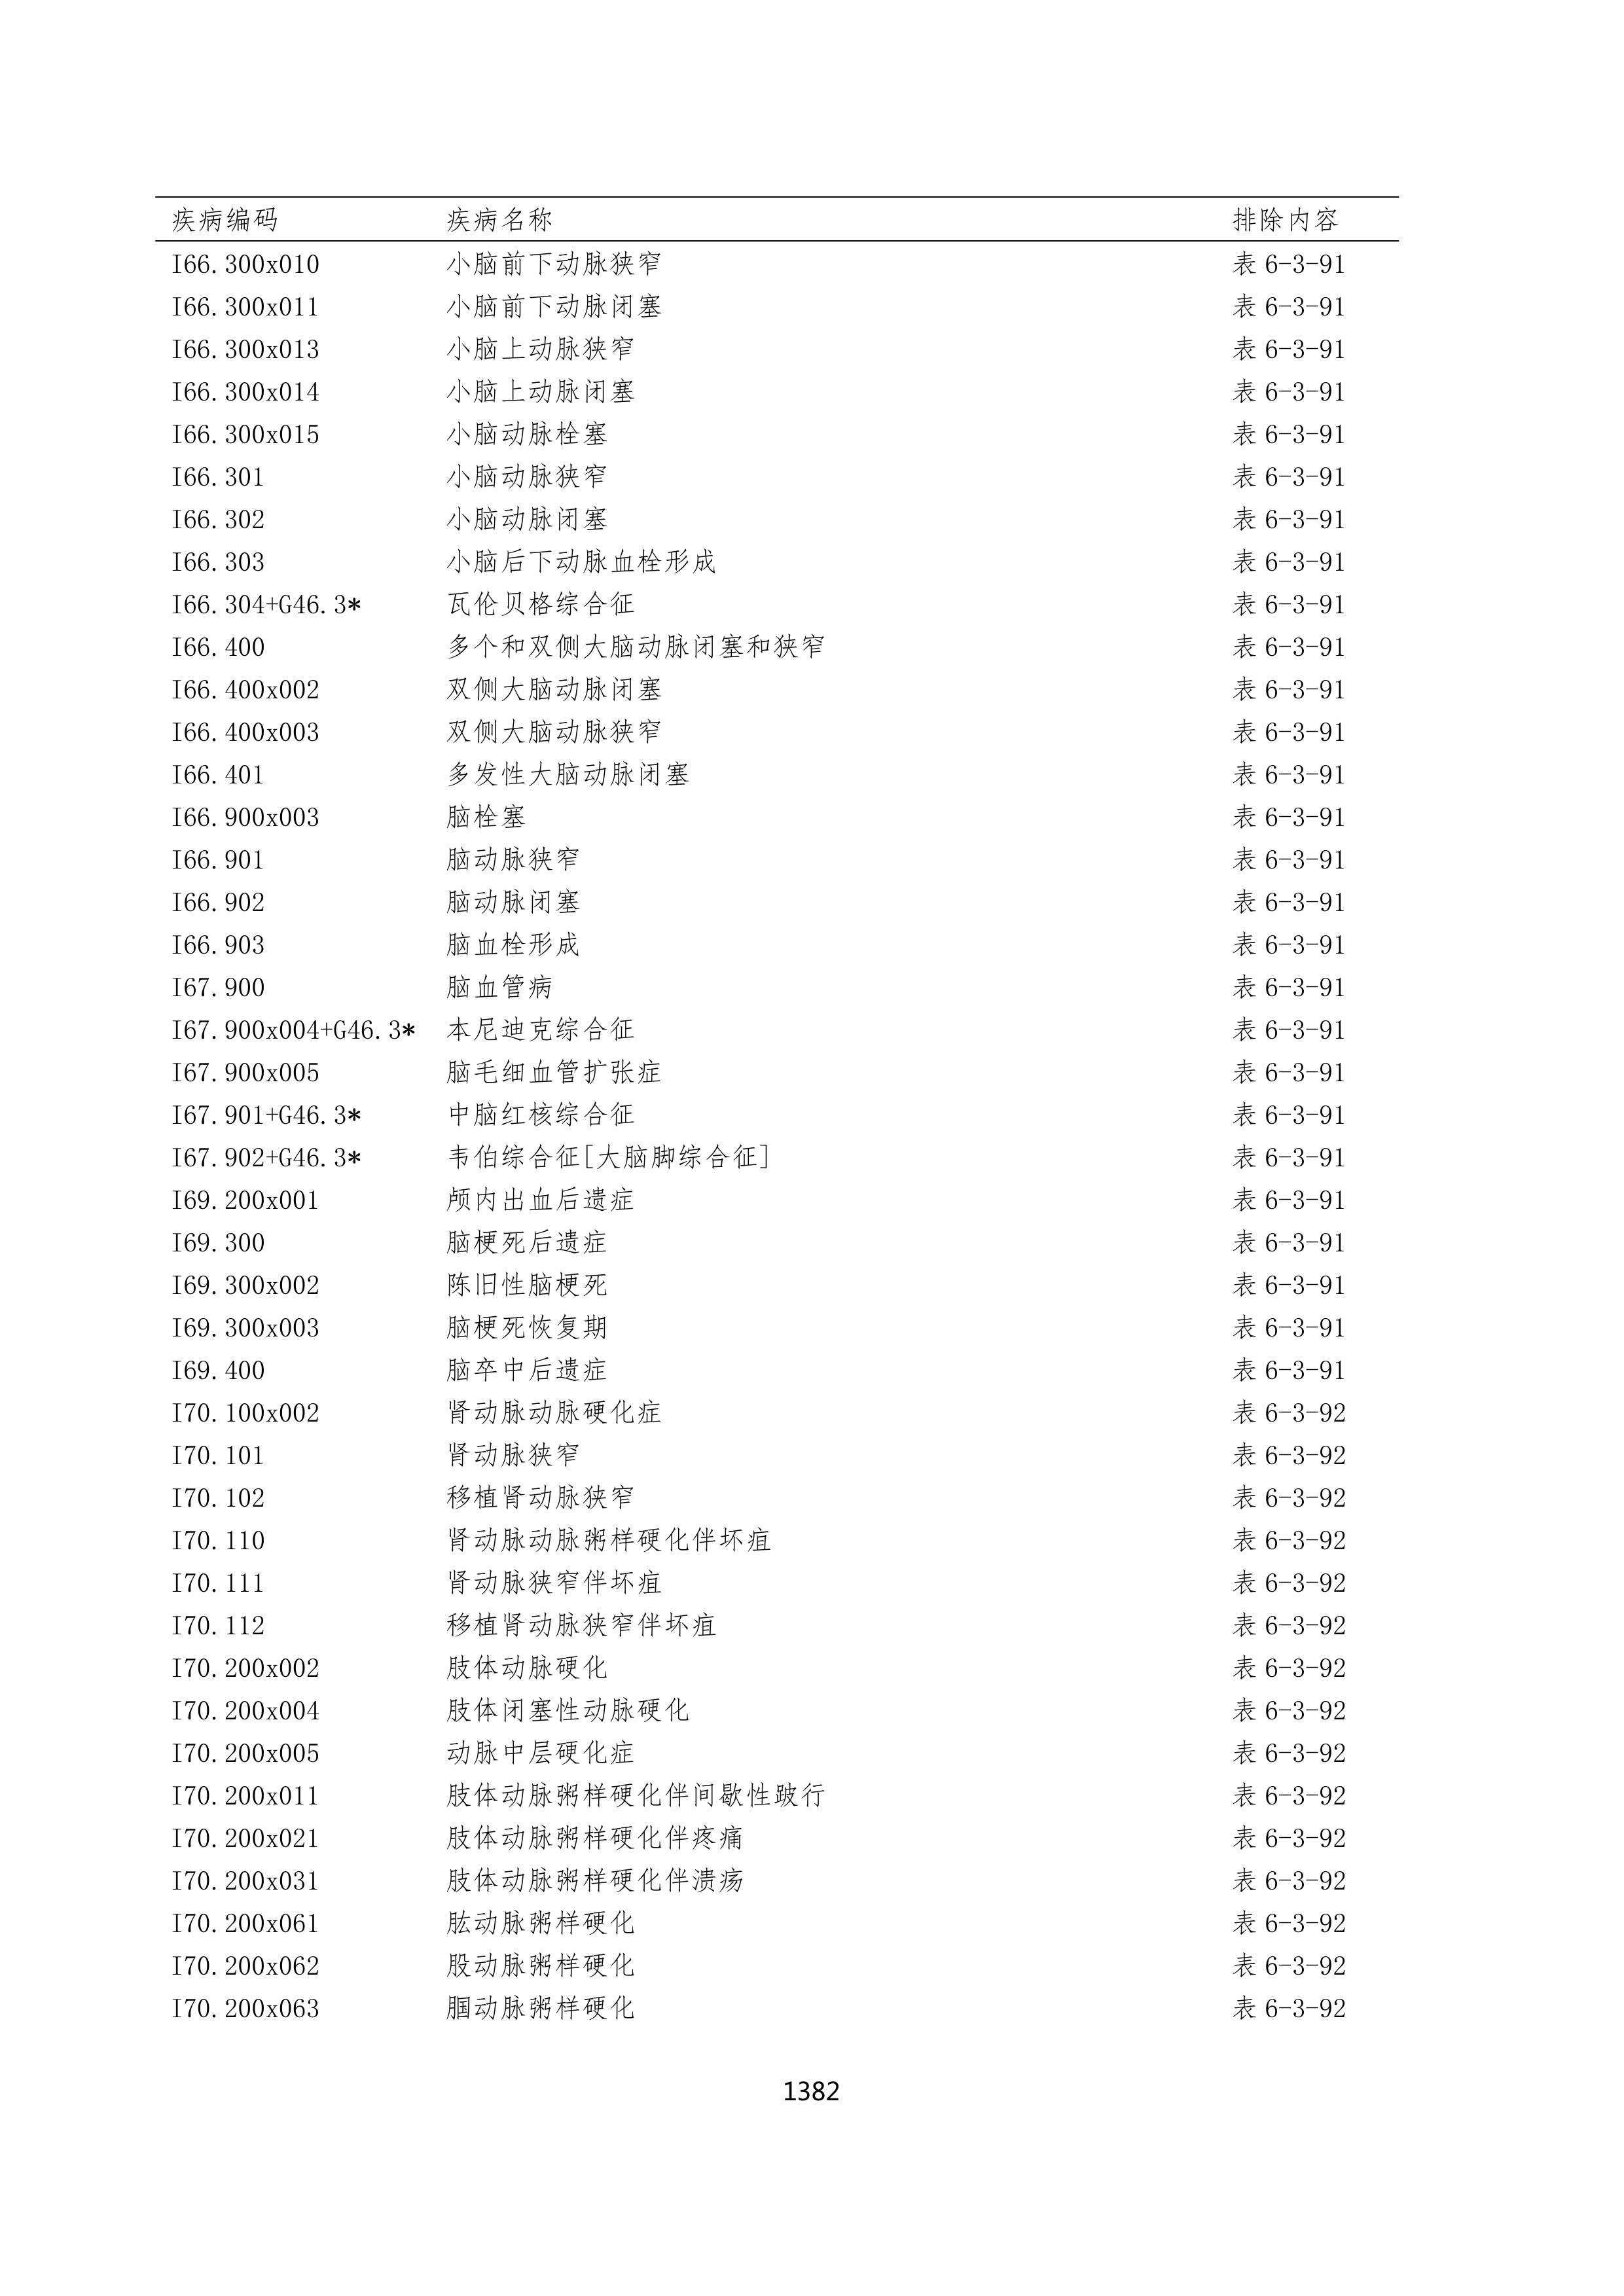 疾病编码 疾病名称 排除内容
I66.300x010 小脑前下动脉狭窄 表 6-3-91
I66.300x011 小脑前下动脉闭塞 表 6-3-91
I66.300x013 小脑上动脉狭窄 表 6-3-91
I66.300x014 小脑上动脉闭塞 表 6-3-91
I66.300x015 小脑动脉栓塞 表 6-3-91
I66.301 小脑动脉狭窄 表 6-3-91
I66.302 小脑动脉闭塞 表 6-3-91
I66.303 小脑后下动脉血栓形成 表 6-3-91
I66.304+G46.3* 瓦伦贝格综合征 表 6-3-91
I66.400 多个和双侧大脑动脉闭塞和狭窄 表 6-3-91
I66.400x002 双侧大脑动脉闭塞 表 6-3-91
I66.400x003 双侧大脑动脉狭窄 表 6-3-91
I66.401 多发性大脑动脉闭塞 表 6-3-91
I66.900x003 脑栓塞 表 6-3-91
I66.901 脑动脉狭窄 表 6-3-91
I66.902 脑动脉闭塞 表 6-3-91
I66.903 脑血栓形成 表 6-3-91
I67.900 脑血管病 表 6-3-91
I67.900x004+G46.3* 本尼迪克综合征 表 6-3-91
I67.900x005 脑毛细血管扩张症 表 6-3-91
I67.901+G46.3* 中脑红核综合征 表 6-3-91
I67.902+G46.3* 韦伯综合征[大脑脚综合征] 表 6-3-91
I69.200x001 颅内出血后遗症 表 6-3-91
I69.300 脑梗死后遗症 表 6-3-91
I69.300x002 陈旧性脑梗死 表 6-3-91
I69.300x003 脑梗死恢复期 表 6-3-91
I69.400 脑卒中后遗症 表 6-3-91
I70.100x002 肾动脉动脉硬化症 表 6-3-92
I70.101 肾动脉狭窄 表 6-3-92
I70.102 移植肾动脉狭窄 表 6-3-92
I70.110 肾动脉动脉粥样硬化伴坏疽 表 6-3-92
I70.111 肾动脉狭窄伴坏疽 表 6-3-92
I70.112 移植肾动脉狭窄伴坏疽 表 6-3-92
I70.200x002 肢体动脉硬化 表 6-3-92
I70.200x004 肢体闭塞性动脉硬化 表 6-3-92
I70.200x005 动脉中层硬化症 表 6-3-92
I70.200x011 肢体动脉粥样硬化伴间歇性跛行 表 6-3-92
I70.200x021 肢体动脉粥样硬化伴疼痛 表 6-3-92
I70.200x031 肢体动脉粥样硬化伴溃疡 表 6-3-92
I70.200x061 肱动脉粥样硬化 表 6-3-92
I70.200x062 股动脉粥样硬化 表 6-3-92
I70.200x063 腘动脉粥样硬化 表 6-3-92
1382